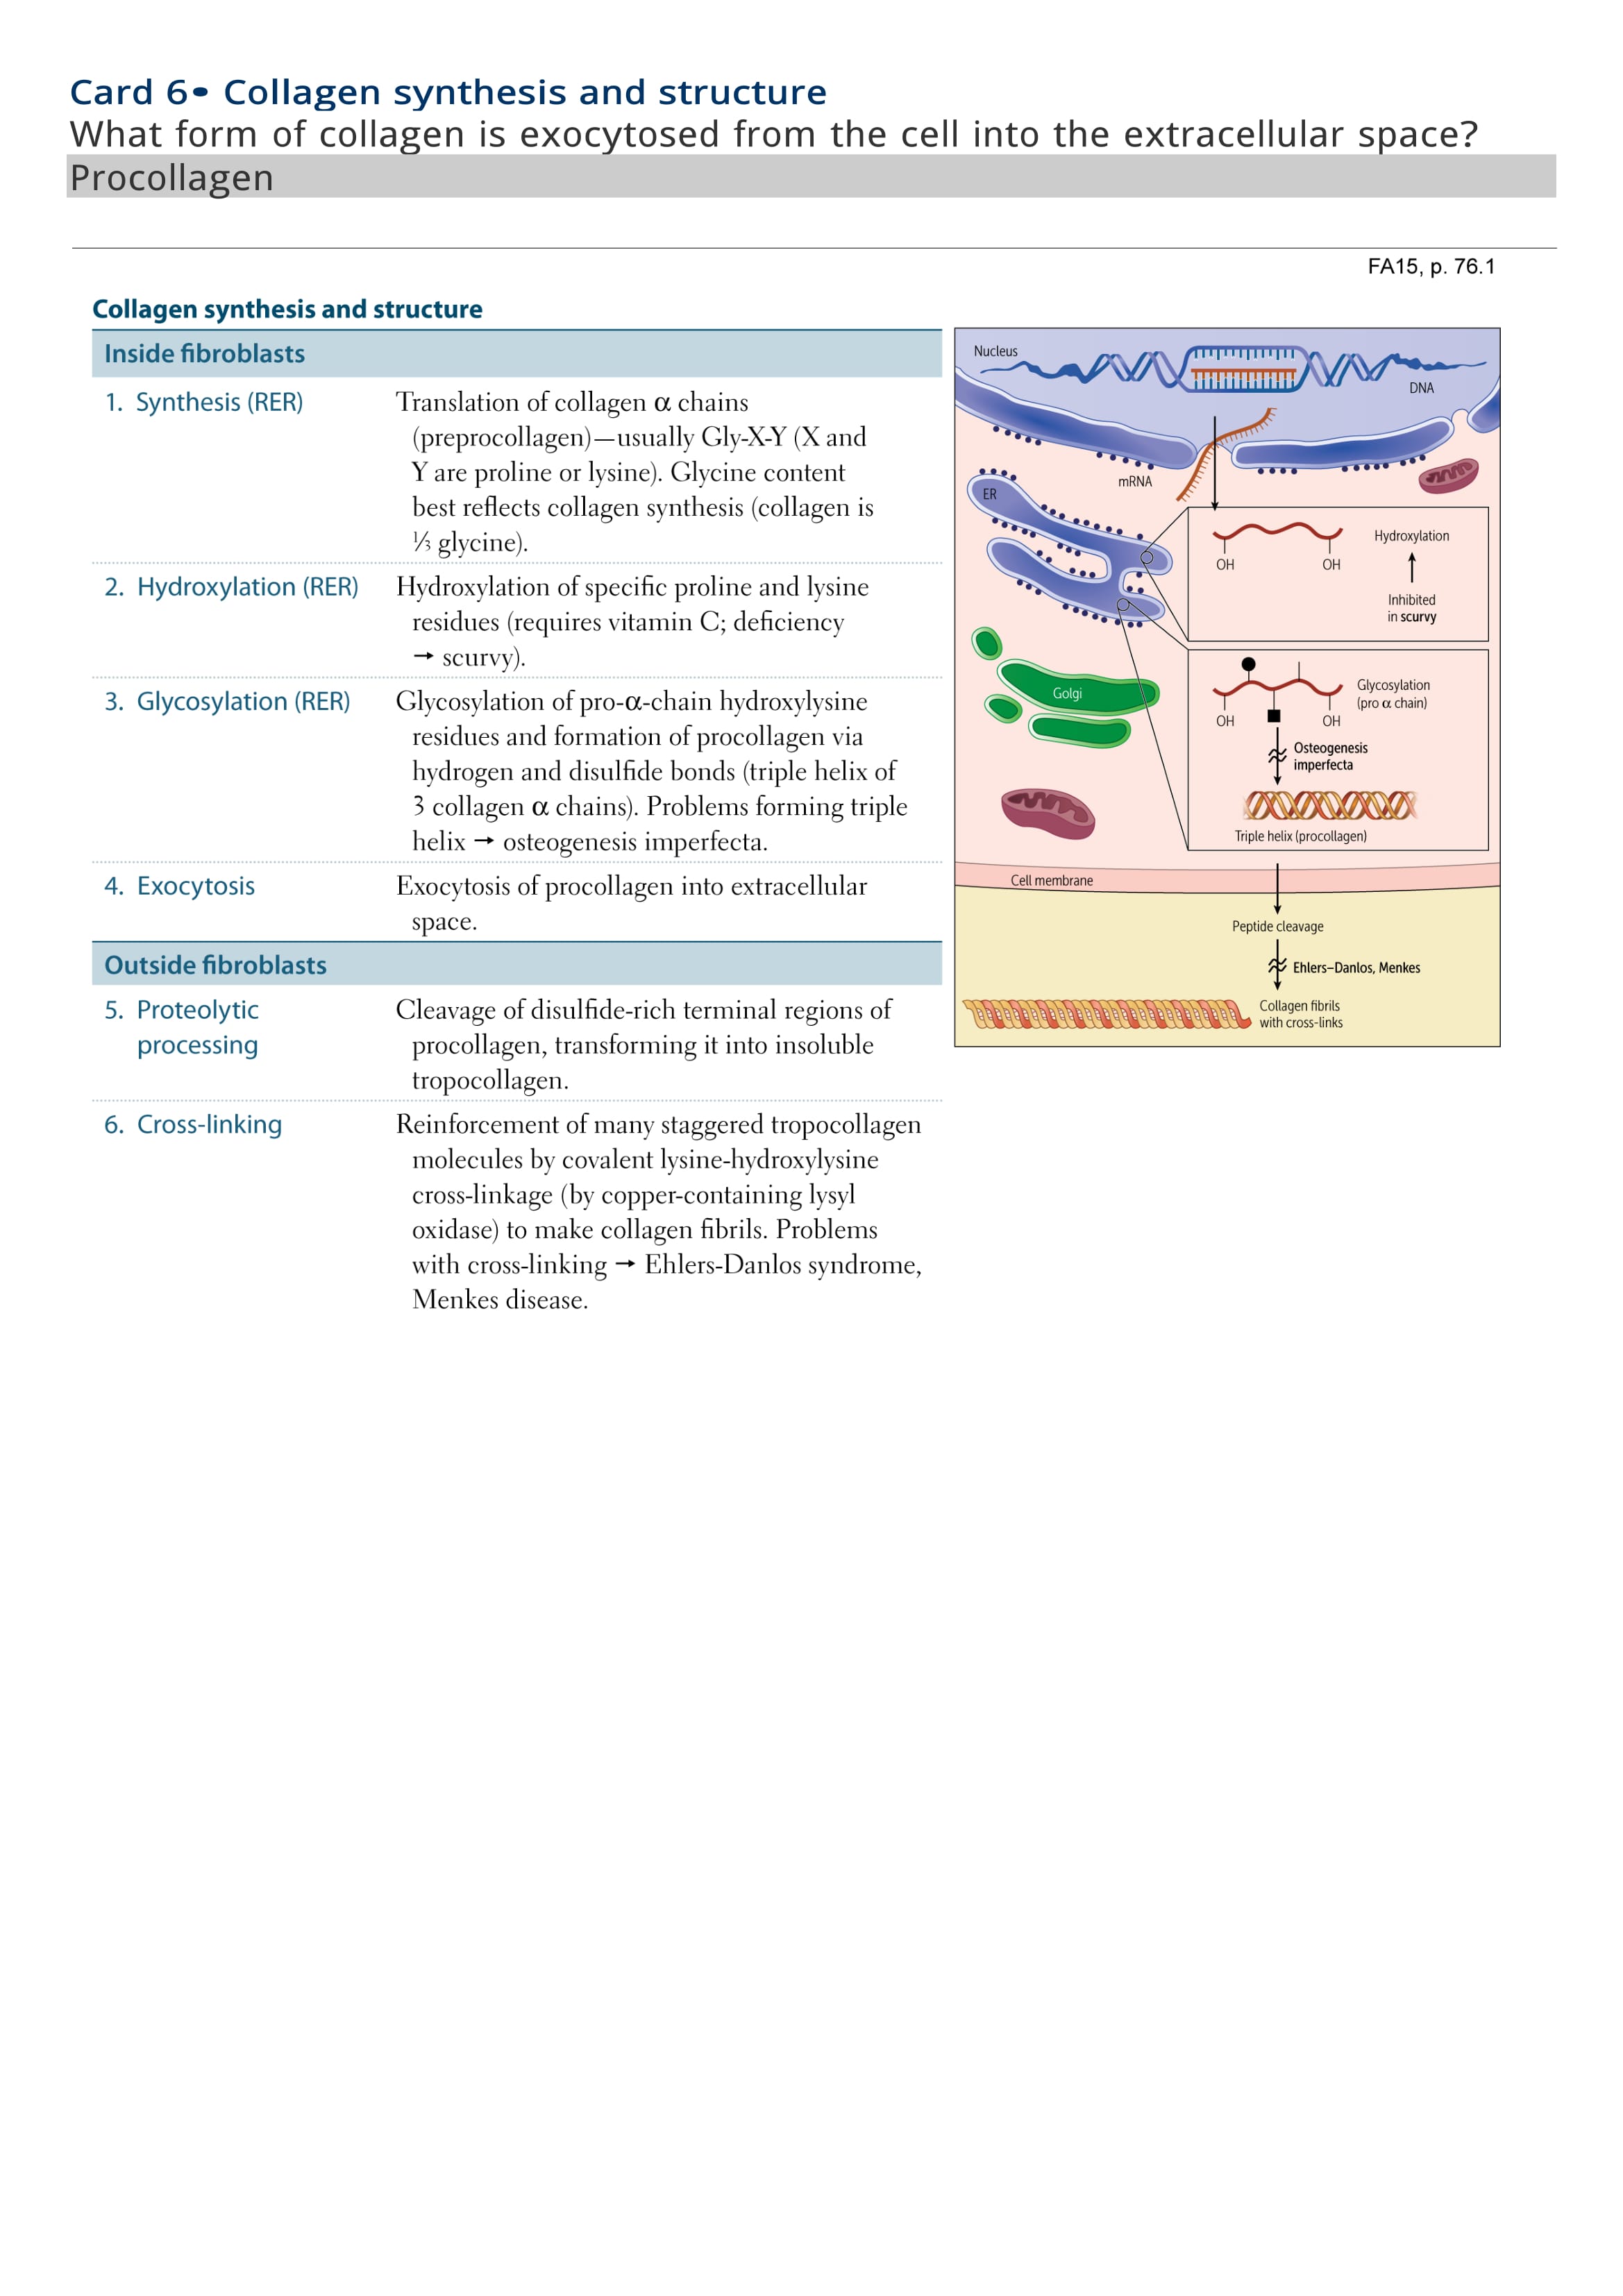 Card 6• Collagen synthesis and structure
What form of collagen is exocytosed from the cell into the extracellular space?
Procollagen
FA15, p. 76.1
Collagen synthesis and structure
Inside fibroblasts
1. Synthesis (RER)
Translation of collagen α chains
(preprocollagen)—usually Gly-X-Y (X and
Y are proline or lysine). Glycine content
best reflects collagen synthesis (collagen is
⅓ glycine).
2. Hydroxylation (RER)
Hydroxylation of specific proline and lysine
residues (requires vitamin C; deficiency
→ scurvy).
3. Glycosylation (RER)
Glycosylation of pro-α-chain hydroxylysine
residues and formation of procollagen via
hydrogen and disulfide bonds (triple helix of
3 collagen α chains). Problems forming triple
helix → osteogenesis imperfecta.
4. Exocytosis
Exocytosis of procollagen into extracellular
space.
Outside fibroblasts
5. Proteolytic
processing
Cleavage of disulfide-rich terminal regions of
procollagen, transforming it into insoluble
tropocollagen.
6. Cross-linking
Reinforcement of many staggered tropocollagen
molecules by covalent lysine-hydroxylysine
cross-linkage (by copper-containing lysyl
oxidase) to make collagen fibrils. Problems
with cross-linking → Ehlers-Danlos syndrome,
Menkes disease.
Nucleus
DNA
mRNA
ER
OH
OH
Hydroxylation
Inhibited
in scurvy
Golgi
OH
OH
Glycosylation
(pro α chain)
Osteogenesis
imperfecta
Triple helix (procollagen)
Cell membrane
Peptide cleavage
Ehlers–Danlos, Menkes
Collagen fibrils
with cross-links